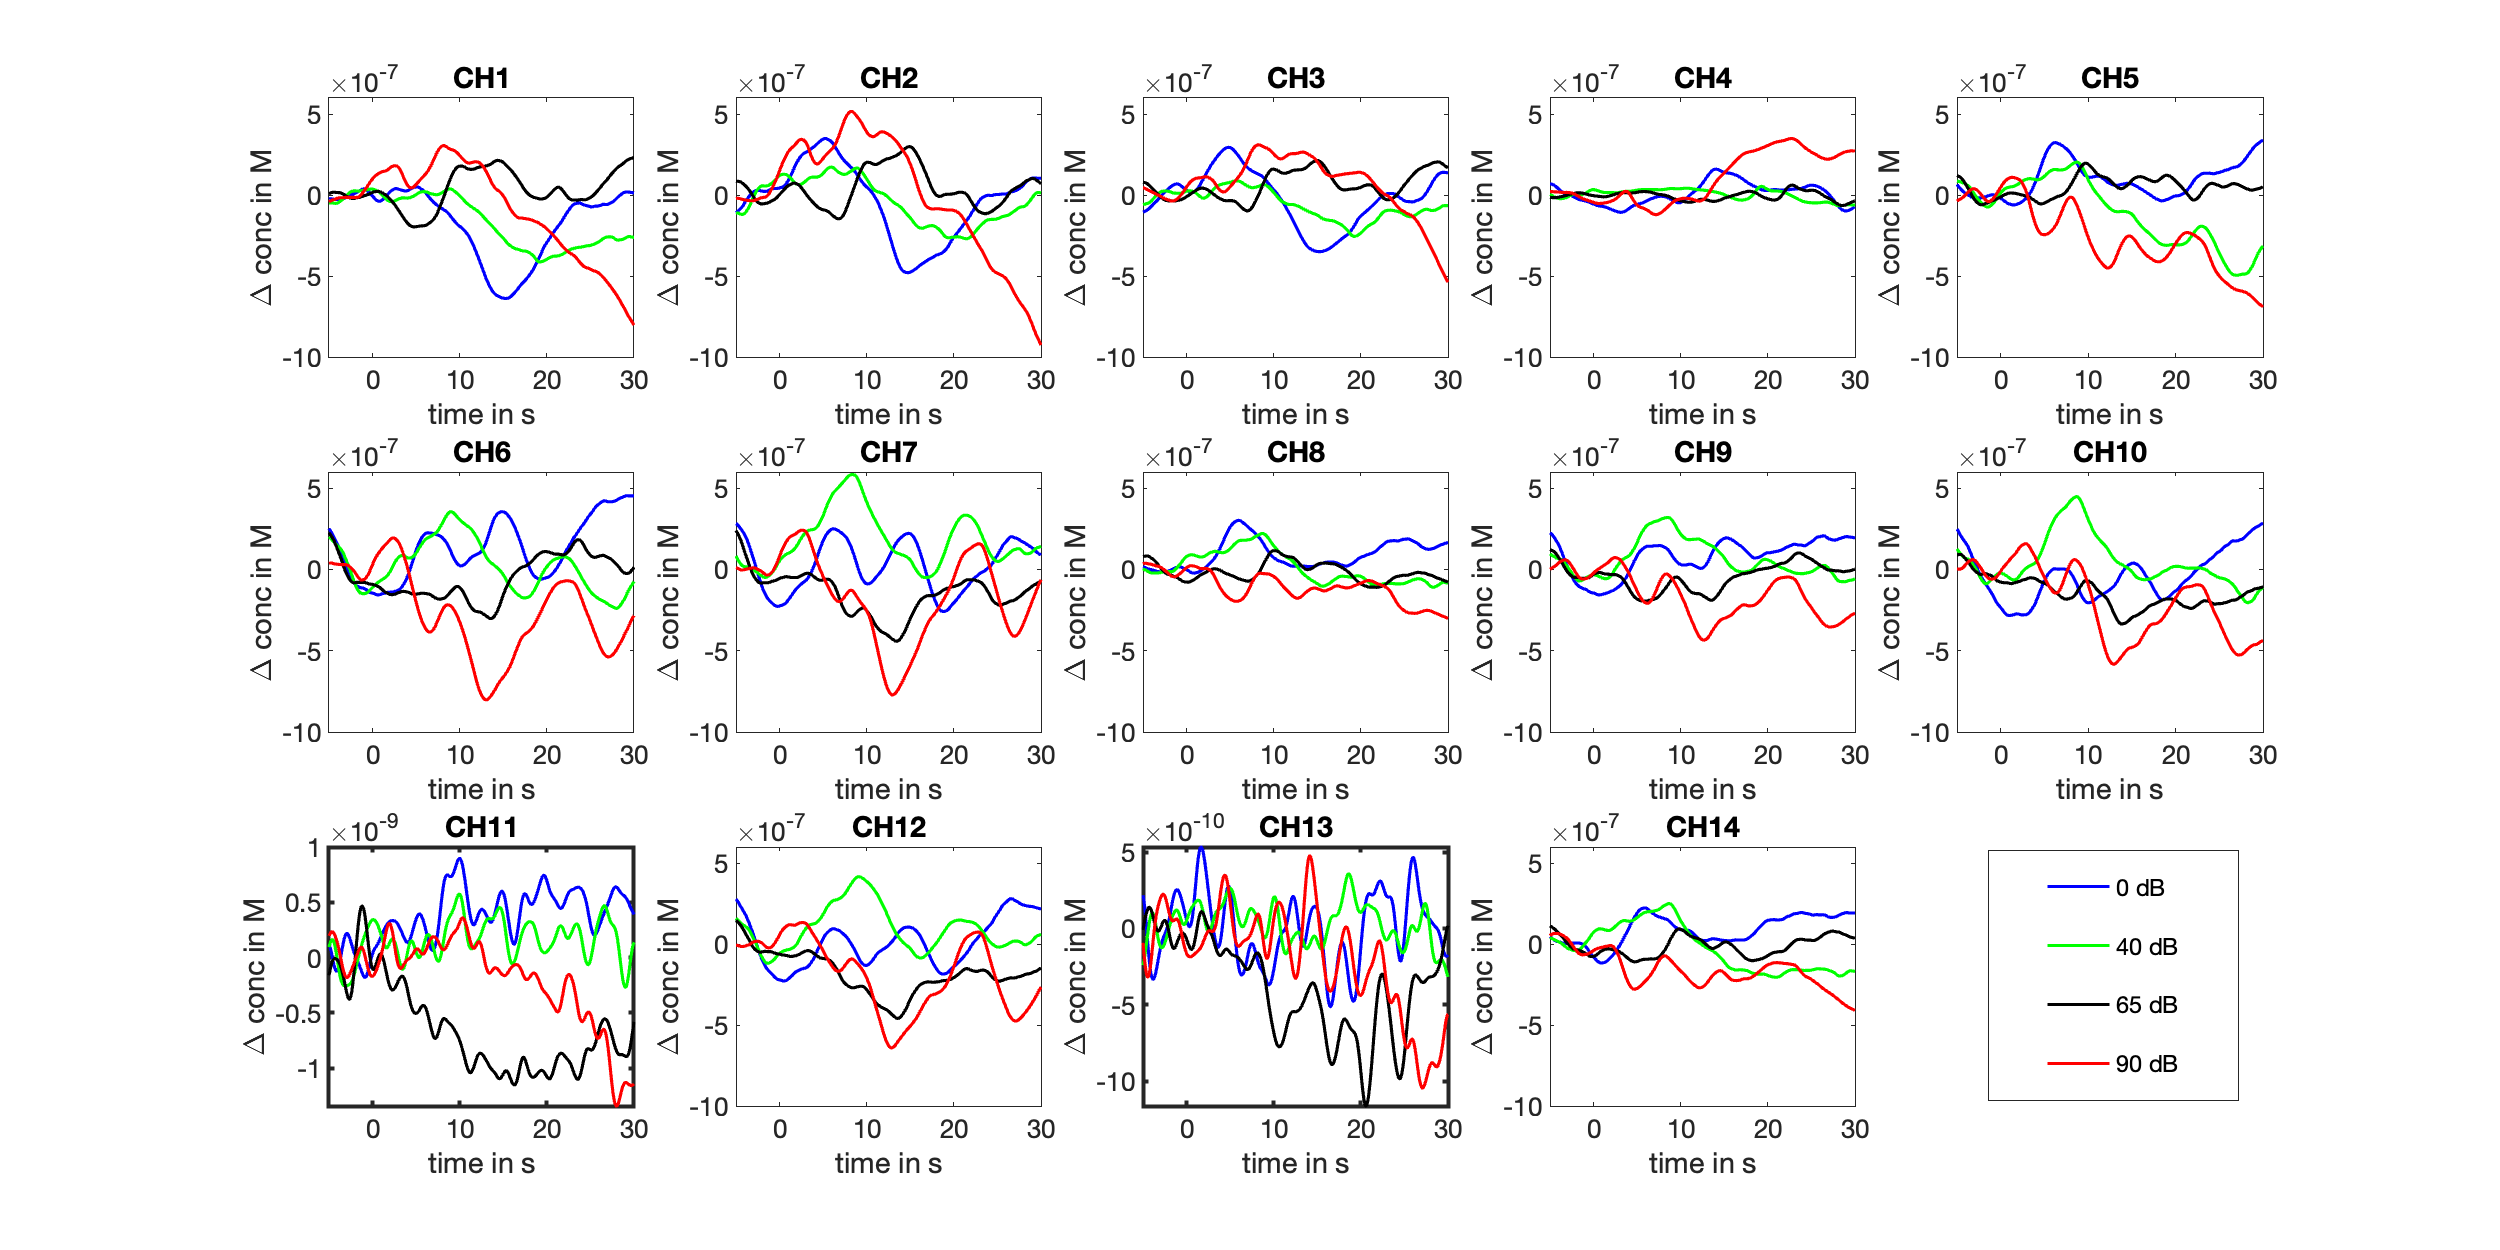 ×10-7 CH1 ×10-7 CH2 ×10-7 CH3 ×10-7 CH4 ×10-7 CH5
5 5 5 5 5
0 0 0 0 0
-5 -5 -5 -5 -5
-10 -10 -10 -10 -10
Δ conc in M Δ conc in M Δ conc in M Δ conc in M Δ conc in M
0 10 20 30 0 10 20 30 0 10 20 30 0 10 20 30 0 10 20 30
time in s time in s time in s time in s time in s
×10-7 CH6 ×10-7 CH7 ×10-7 CH8 ×10-7 CH9 ×10-7 CH10
5 5 5 5 5
0 0 0 0 0
-5 -5 -5 -5 -5
-10 -10 -10 -10 -10
Δ conc in M Δ conc in M Δ conc in M Δ conc in M Δ conc in M
0 10 20 30 0 10 20 30 0 10 20 30 0 10 20 30 0 10 20 30
time in s time in s time in s time in s time in s
×10-9 CH11 ×10-7 CH12 ×10-10 CH13 ×10-7 CH14
1 5 5 5
0.5 0 0 0
0 -5 -5 -5
-0.5 -10 -10 -10
-1
Δ conc in M Δ conc in M Δ conc in M Δ conc in M
0 10 20 30 0 10 20 30 0 10 20 30 0 10 20 30
time in s time in s time in s time in s
0 dB
40 dB
65 dB
90 dB